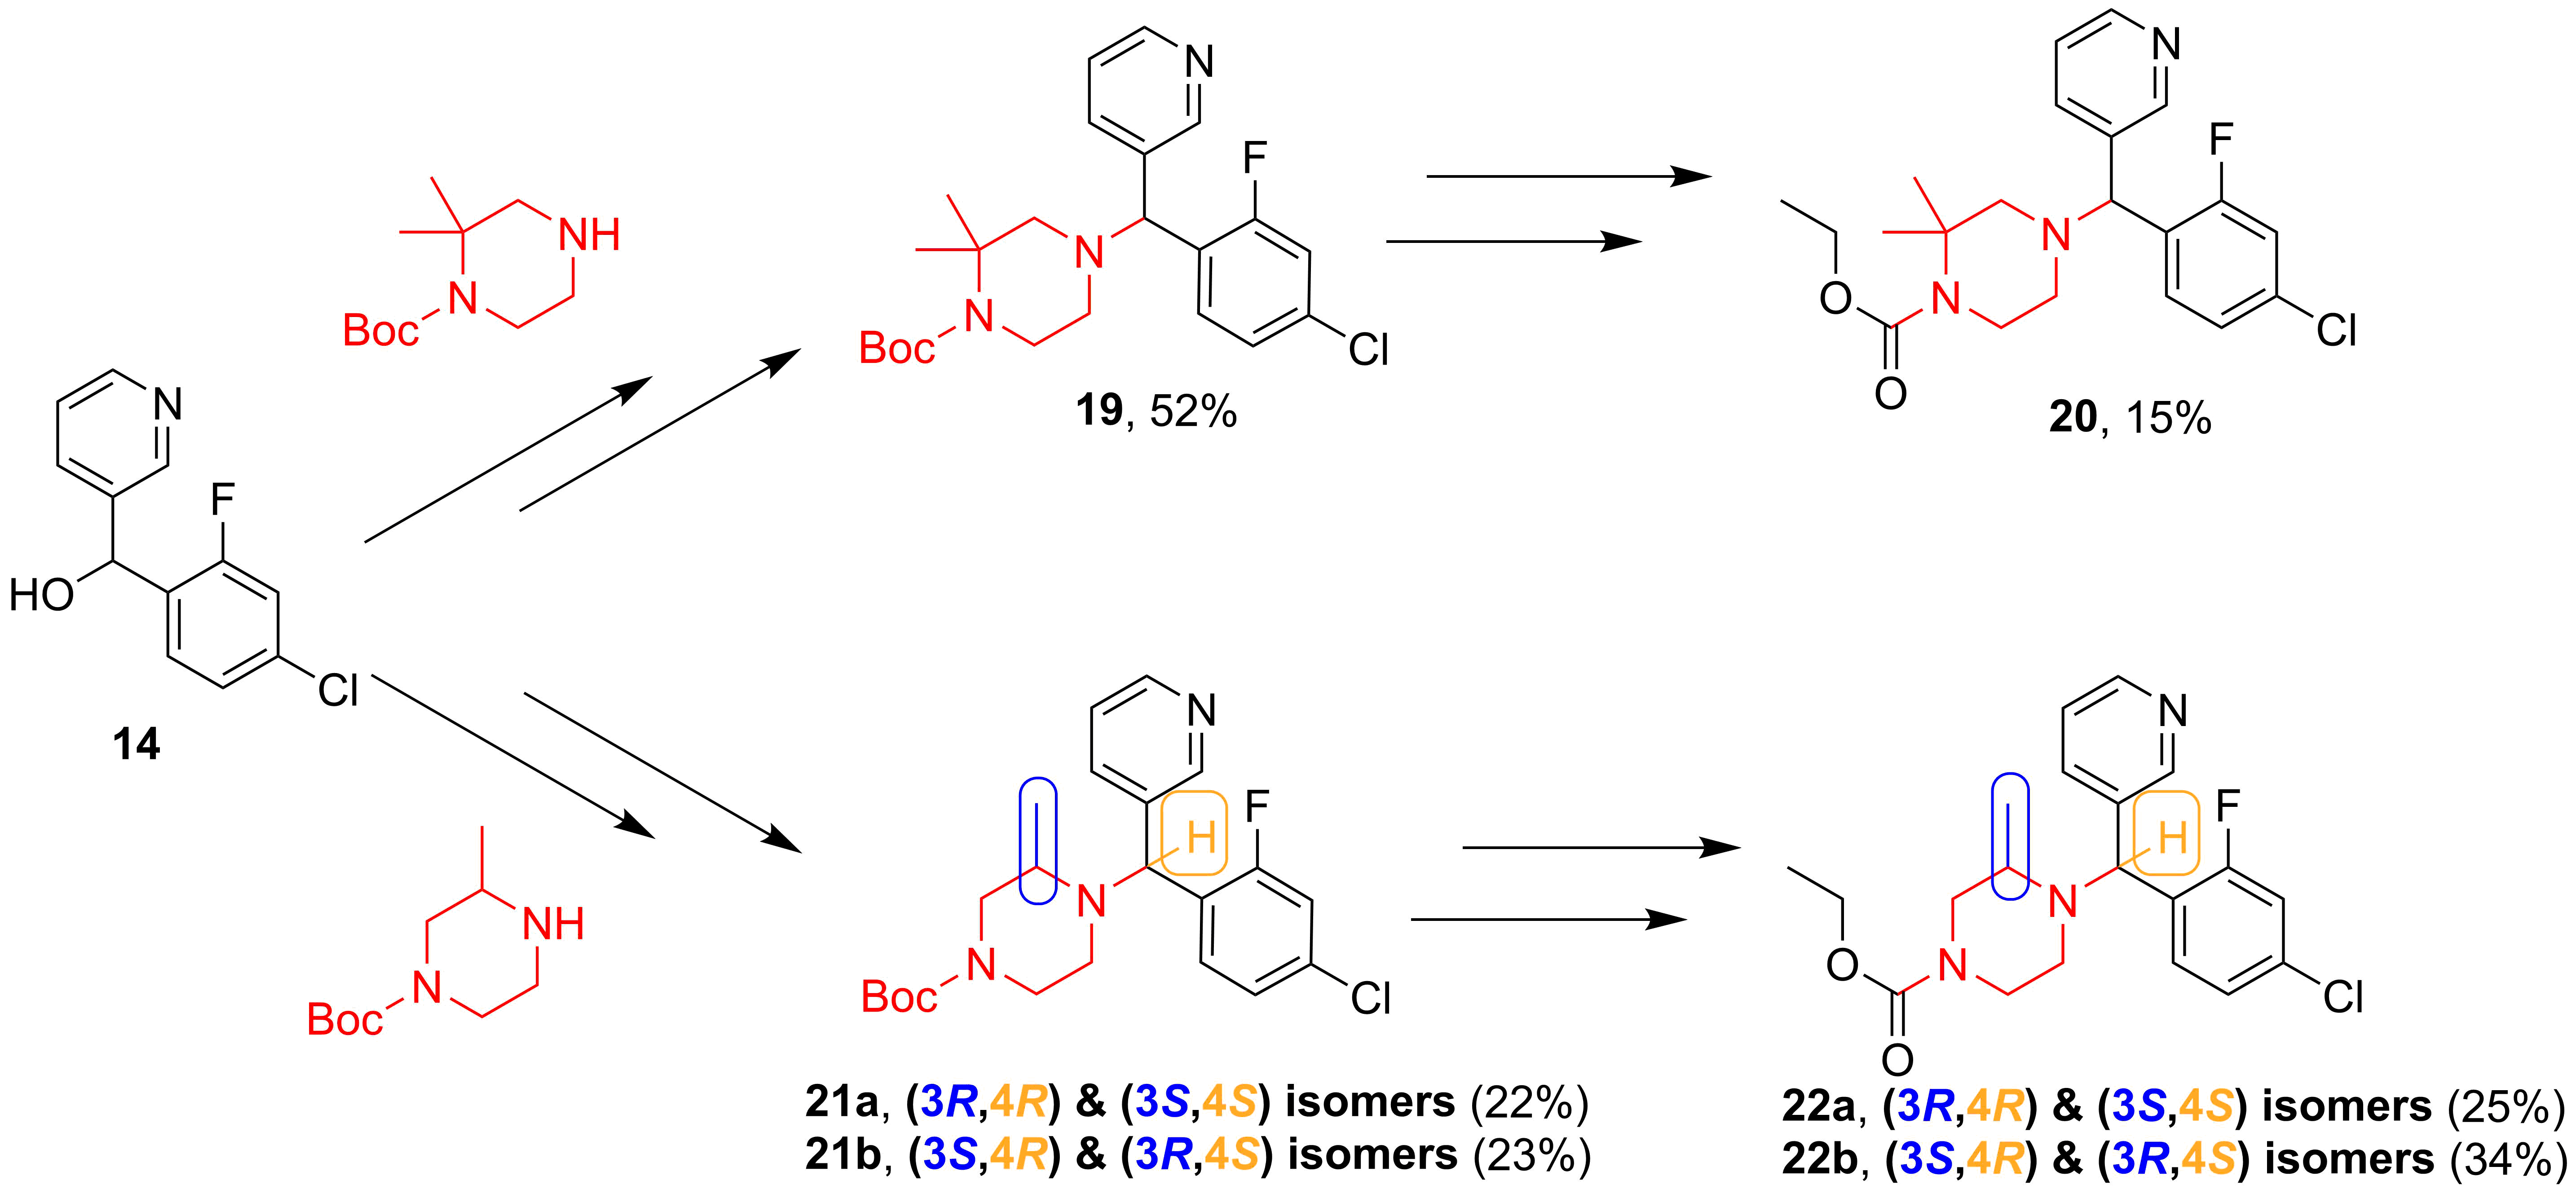 N
F
HO
Cl
14
NH
N
Boc
N
F
N
N
Boc
Cl
19, 52%
N
F
N
O
N
O
Cl
20, 15%
NH
N
Boc
N
H
F
N
N
Boc
Cl
21a, (3R,4R) & (3S,4S) isomers (22%)
21b, (3S,4R) & (3R,4S) isomers (23%)
N
H
F
N
O
N
O
Cl
22a, (3R,4R) & (3S,4S) isomers (25%)
22b, (3S,4R) & (3R,4S) isomers (34%)